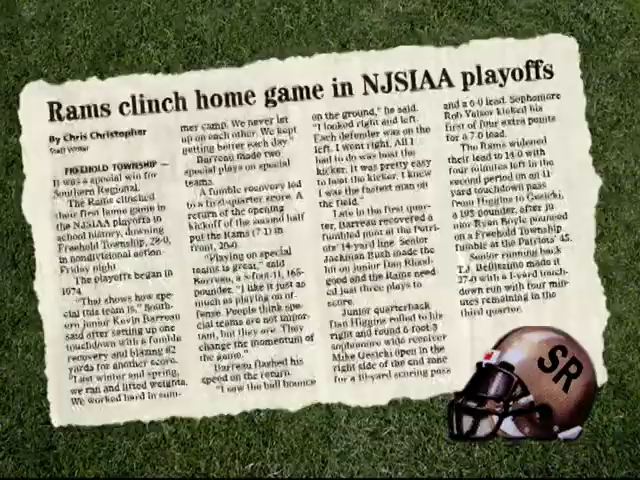 Rams clinch home game in NJSIAA playoffs
By Chris Christopher
Staff Writer
FREEHOLD TOWNSHIP —
It was a special win for
Southern Regional.
The Rams clinched
their first home game in
the NJSIAA playoffs in
school history, downing
Freehold Township, 28-0,
in nondivisional action
Friday night.
The playoffs began in
1974.
"That shows how spe-
cial this team is," South-
ern junior Kevin Barreau
said after setting up one
touchdown with a fumble
recovery and blazing 82
yards for another score.
"Last winter and spring,
we ran and lifted weights.
We worked hard in sum-
mer camp. We never let
up on each other. We kept
getting better each day."
Barreau made two
special plays on special
teams.
A fumble recovery led
to a first-quarter score. A
return of the opening
kickoff of the second half
put the Rams (7-1) in
front, 20-0.
"Playing on special
teams is great," said
Barreau, a 5-foot-11, 165-
pounder. "I like it just as
much as playing on of-
fense. People think spe-
cial teams are not impor-
tant, but they are. They
change the momentum of
the game."
Barreau flashed his
speed on the return.
"I saw the ball bounce
on the ground," he said.
"I looked right and left.
Each defender was on the
left. I went right. All I
had to do was beat the
kicker. It was pretty easy
to beat the kicker. I knew
I was the fastest man on
the field."
Late in the first quar-
ter, Barreau recovered a
fumbled punt at the Patri-
ots' 14-yard line. Senior
Jackman Bush made the
hit on junior Dan
good and the Rams need-
ed just three plays to
score.
Junior quarterback
Dan Higgins rolled to his
right and found 6-foot-3
sophomore wide receiver
Mike Gesicki open in the
right side of the end zone
for a 10-yard scoring pass
and a 6-0 lead. Sophomore
Rob Yatsov kicked his
first of four extra points
for a 7-0 lead.
The Rams widened
their lead to 14-0 with
four minutes left in the
second period on an 11-
yard touchdown pass
from Higgins to Gesicki,
a 195 pounder, after ju-
nior Ryan Boyle pounced
on a Freehold Township
fumble at the Patriots' 45.
Senior running back
T.J. Bellezimo made it
27-0 with a 1-yard touch-
down run with four min-
utes remaining in the
third quarter.
SR